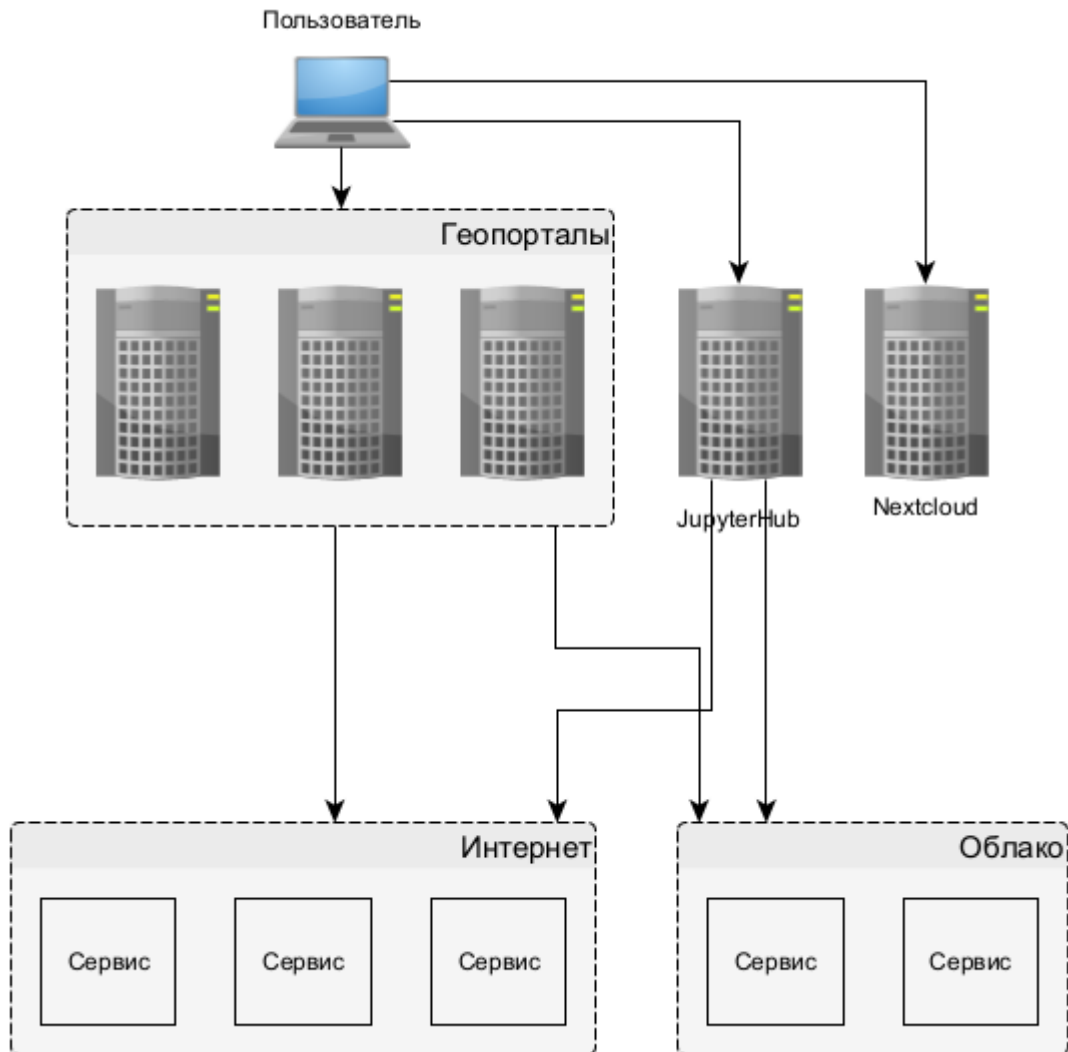 Пользователь
Геопорталы
JupyterHub
Nextcloud
Интернет
Облако
Сервис
Сервис
Сервис
Сервис
Сервис